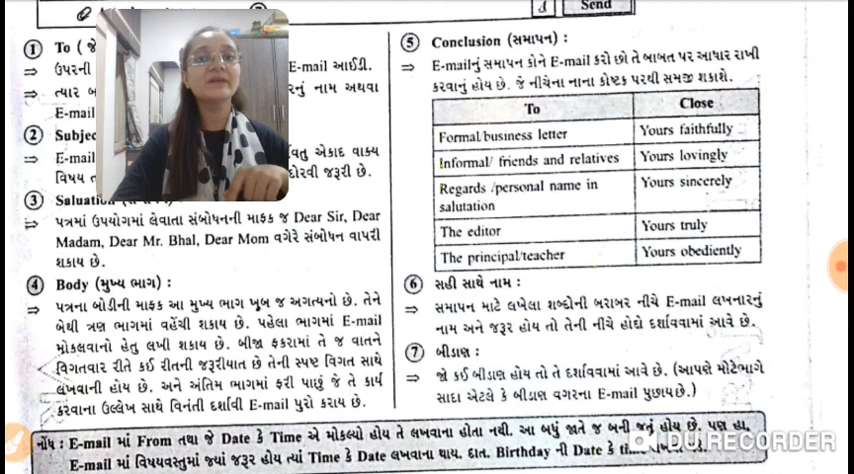 Send
① To ( જે
⇒ ઉપરની E-mail આઈડી.
⇒ ત્યાર બ રનું નામ અથવા
E-mail
② Subjec
⇒ E-mail વતુ એકાદ વાક્ય
વિષય ત દોરવી જરૂરી છે.
③ Saluation
⇒ પત્રમાં ઉપયોગમાં લેવાતા સંબોધનની માફક જ Dear Sir, Dear
Madam, Dear Mr. Bhal, Dear Mom વગેરે સંબોધન વાપરી
શકાય છે.
④ Body (મુખ્ય ભાગ) :
⇒ પત્રના બોડીની માફક આ મુખ્ય ભાગ ખુબ જ અગત્યનો છે. તેને
બેથી ત્રણ ભાગમાં વહેંચી શકાય છે. પહેલા ભાગમાં E-mail
મોકલવાનો હેતુ લખી શકાય છે. બીજા ફકરામાં તે જ વાતને
વિગતવાર રીતે કઈ રીતની જરૂરીયાત છે તેની સ્પષ્ટ વિગત સાથે
લખવાની હોય છે. અને અંતિમ ભાગમાં ફરી પાછું જે તે કાર્ય
કરવાના ઉલ્લેખ સાથે વિનંતી દર્શાવી E-mail પુરો કરાય છે.
⑤ Conclusion (સમાપન) :
⇒ E-mailનું સમાપન કોને E-mail કરો છો તે બાબત પર આધાર રાખી
કરવાનું હોય છે. જે નીચેના નાના કોષ્ટક પરથી સમજી શકાશે.
To Close
Formal/business letter Yours faithfully
Informal/ friends and relatives Yours lovingly
Regards /personal name in Yours sincerely
salutation
The editor Yours truly
The principal/teacher Yours obediently
⑥ સહી સાથે નામ :
⇒ સમાપન માટે લખેલા શબ્દોની બરાબર નીચે E-mail લખનારનું
નામ અને જરૂર હોય તો તેની નીચે હોદ્દો દર્શાવવામાં આવે છે.
⑦ બીડાણ :
⇒ જો કઈ બીડાણ હોય તો તે દર્શાવવામાં આવે છે. (આપણે મોટેભાગે
સાદા એટલે કે બીડાણ વગરના E-mail પુછાય છે.)
નોંધ : E-mail માં From તથા જે Date કે Time એ મોકલ્યો હોય તે લખવાના હોતા નથી. આ બધું જાતે જ બની જતું હોય છે. પણ હા,
E-mail માં વિષયવસ્તુમાં જ્યાં જરૂર હોય ત્યાં Time કે Date લખવાના થાય. દાત. Birthday ની Date કે time
DU RECORDER